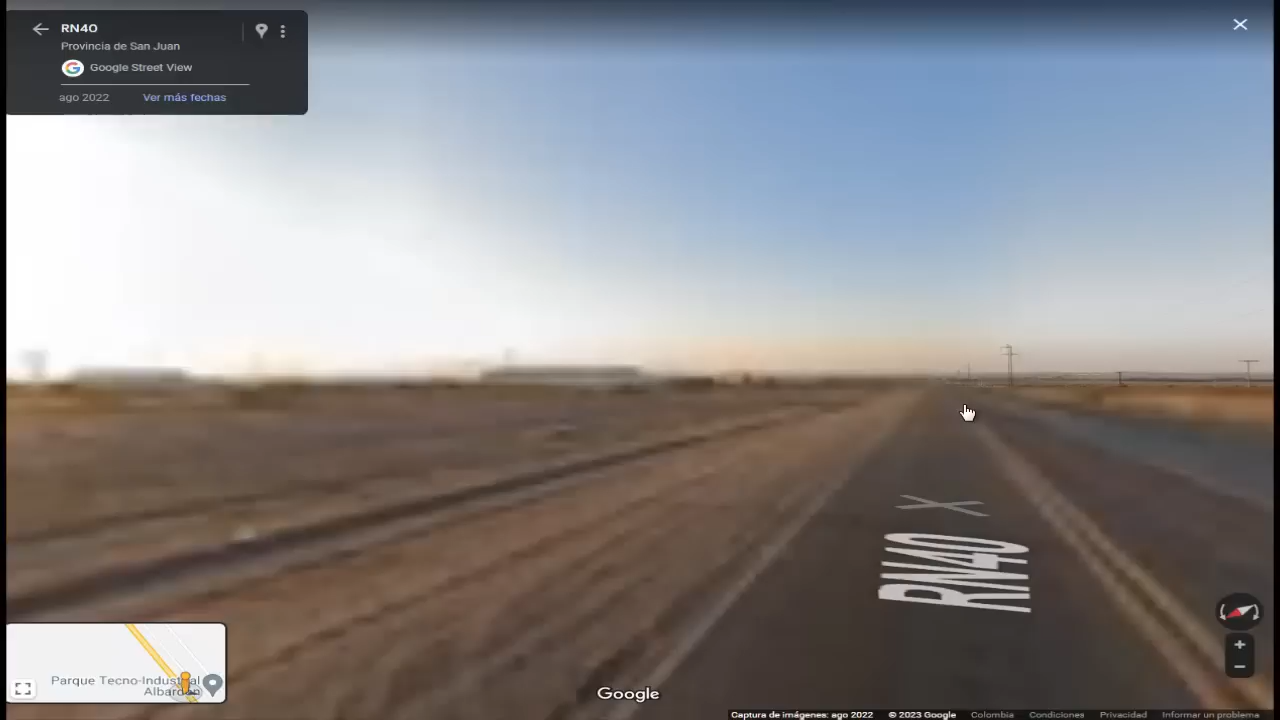 RN40
Provincia de San Juan
Google Street View
ago 2022 Ver más fechas
RN40
Parque Tecno-Industrial
Albardón
Google
Captura de imágenes: ago 2022 © 2023 Google Colombia Condiciones Privacidad Informar un problema